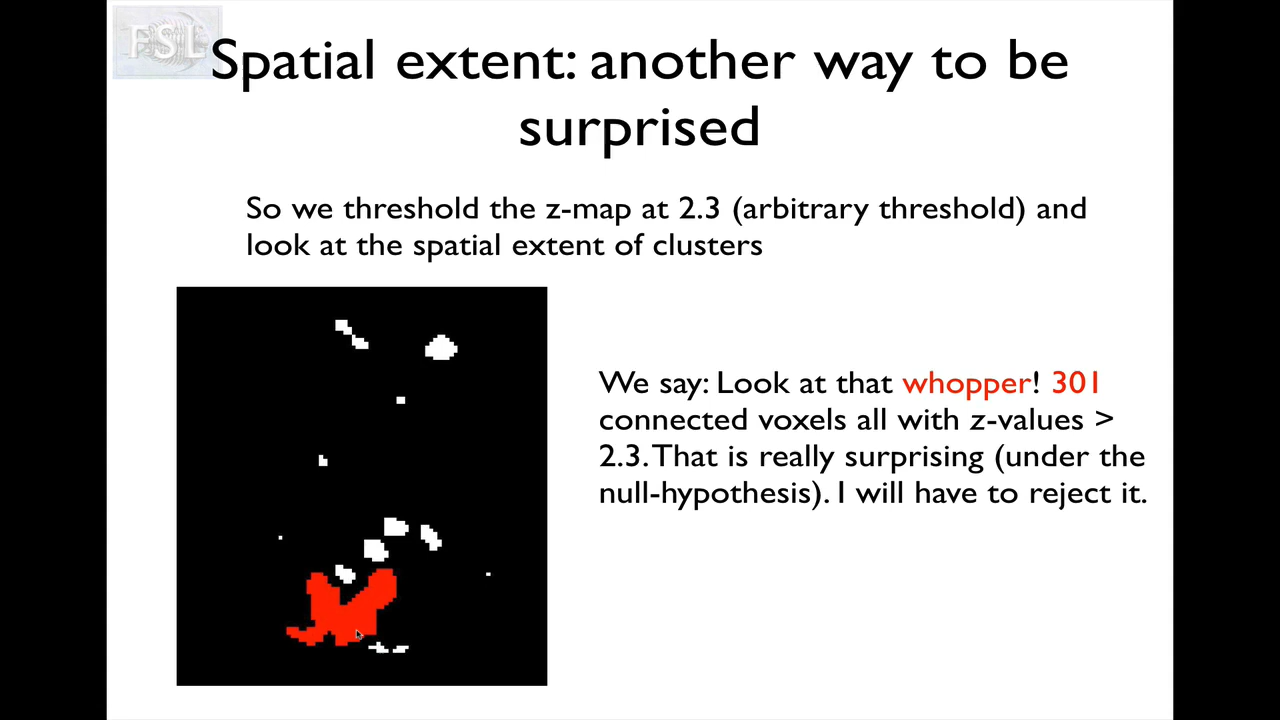 FSL
Spatial extent: another way to be
surprised
So we threshold the z-map at 2.3 (arbitrary threshold) and
look at the spatial extent of clusters
We say: Look at that whopper! 301
connected voxels all with z-values >
2.3. That is really surprising (under the
null-hypothesis). I will have to reject it.